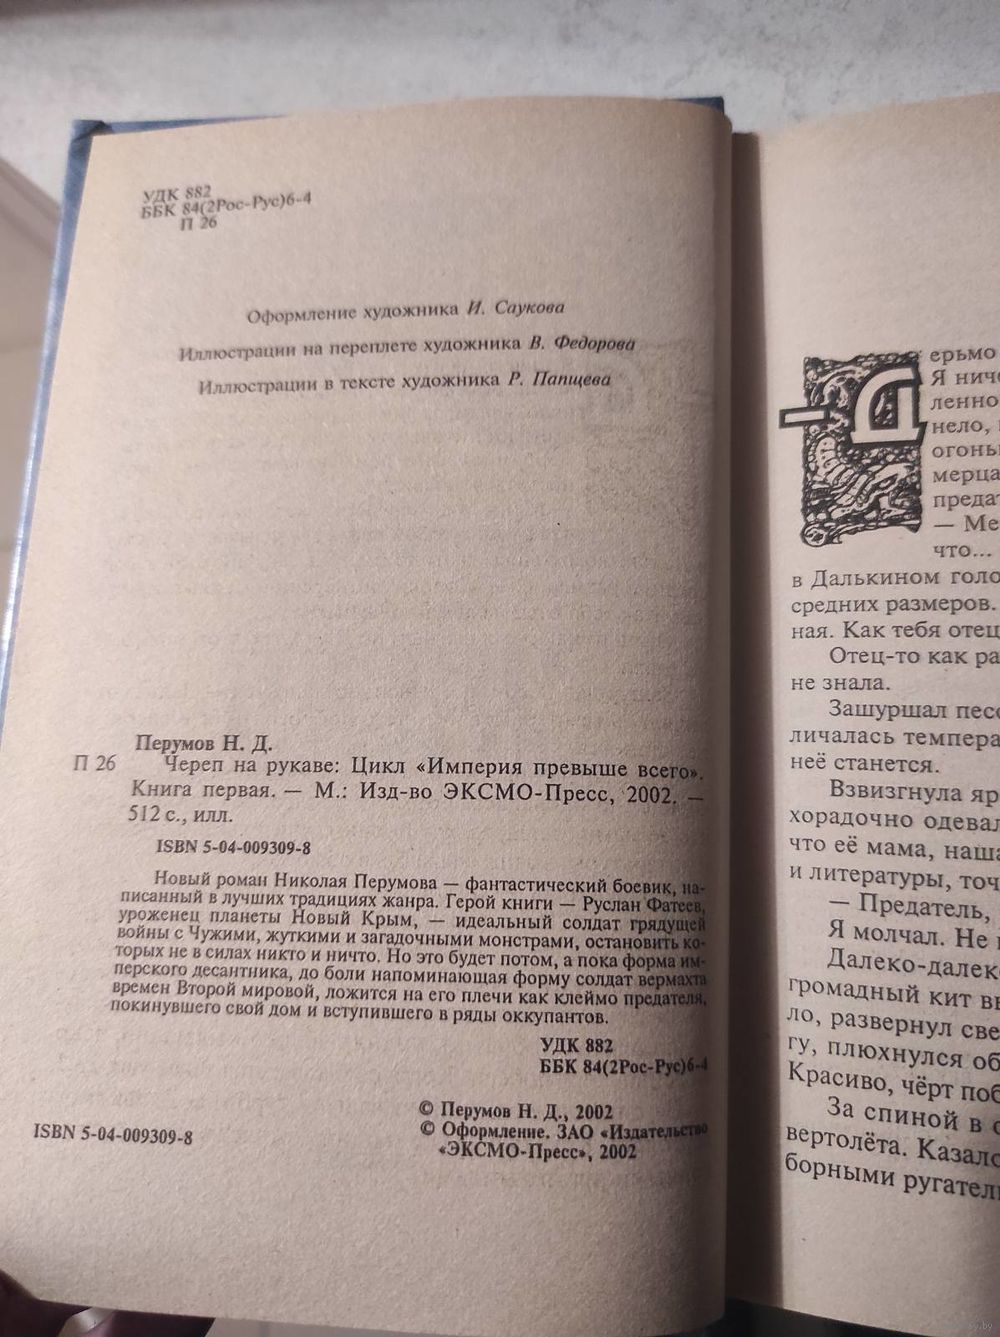 УДК 882
ББК 84(2Рос-Рус)6-4
П 26
Оформление художника И. Саукова
Иллюстрации на переплете художника В. Федорова
Иллюстрации в тексте художника Р. Папщева
Перумов Н. Д.
П 26 Череп на рукаве: Цикл «Империя превыше всего».
Книга первая. — М.: Изд-во ЭКСМО-Пресс, 2002. —
512 с., илл.
ISBN 5-04-009309-8
Новый роман Николая Перумова — фантастический боевик, на-
писанный в лучших традициях жанра. Герой книги — Руслан Фатеев,
уроженец планеты Новый Крым, — идеальный солдат грядущей
войны с Чужими, жуткими и загадочными монстрами, остановить ко-
торых не в силах никто и ничто. Но это будет потом, а пока форма им-
перского десантника, до боли напоминающая форму солдат вермахта
времен Второй мировой, ложится на его плечи как клеймо предателя,
покинувшего свой дом и вступившего в ряды оккупантов.
УДК 882
ББК 84(2Рос-Рус)6-4
© Перумов Н. Д., 2002
© Оформление. ЗАО «Издательство
«ЭКСМО-Пресс», 2002
ISBN 5-04-009309-8
— Д
ерьмо
Я ниче
ленно
нело,
огоньк
мерца
предат
— Ме
что...
в Далькином голо
средних размеров.
ная. Как тебя отец
Отец-то как ра
не знала.
Зашуршал песо
личалась темпера
неё станется.
Взвизгнула яр
хорадочно одевал
что её мама, наша
и литературы, точ
— Предатель,
Я молчал. Не
Далеко-далеко
громадный кит вы
ло, развернул све
гу, плюхнулся об
Красиво, чёрт поб
За спиной в с
вертолёта. Казало
борными ругатель